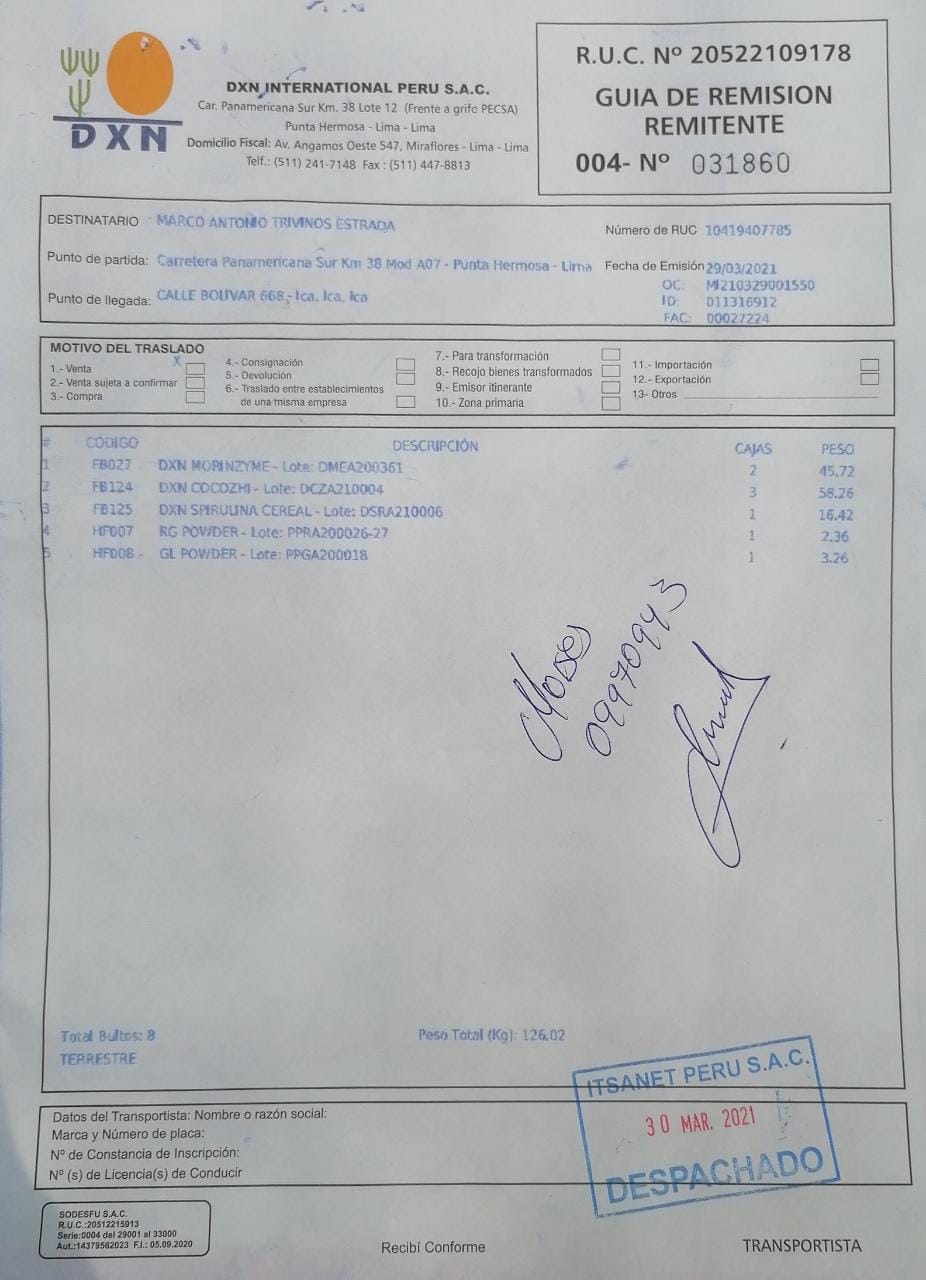 DXN
DXN INTERNATIONAL PERU S.A.C.
Car. Panamericana Sur Km. 38 Lote 12 (Frente a grifo PECSA)
Punta Hermosa - Lima - Lima
Domicilio Fiscal: Av. Angamos Oeste 547, Miraflores - Lima - Lima
Telf.: (511) 241-7148 Fax : (511) 447-8813
R.U.C. Nº 20522109178
GUIA DE REMISION
REMITENTE
004- Nº 031860
DESTINATARIO MARCO ANTONIO TRIVINOS ESTRADA
Número de RUC 10419407785
Punto de partida: Carretera Panamericana Sur Km 38 Mod A07 - Punta Hermosa - Lima
Fecha de Emisión 29/03/2021
Punto de llegada: CALLE BOLIVAR 668,- Ica, Ica, Ica
OC: MI210329001550
ID: 011316912
FAC: 00027224
MOTIVO DEL TRASLADO
1.- Venta X
2.- Venta sujeta a confirmar
3.- Compra
4.- Consignación
5.- Devolución
6.- Traslado entre establecimientos
de una misma empresa
7.- Para transformación
8.- Recojo bienes transformados
9.- Emisor itinerante
10.- Zona primaria
11.- Importación
12.- Exportación
13- Otros
# CÓDIGO DESCRIPCIÓN CAJAS PESO
1 FB027 DXN MORINZYME - Lote: DMEA200361 2 45.72
2 FB124 DXN COCOZHI - Lote: DCZA210004 3 58.26
3 FB125 DXN SPIRULINA CEREAL - Lote: DSRA210006 1 16.42
4 HF007 RG POWDER - Lote: PPRA200026-27 1 2.36
5 HF008 - GL POWDER - Lote: PPGA200018 1 3.26
Moises
09970943
Total Bultos: 8 Peso Total (Kg): 126.02
TERRESTRE
ITSANET PERU S.A.C.
30 MAR. 2021
DESPACHADO
Datos del Transportista: Nombre o razón social:
Marca y Número de placa:
Nº de Constancia de Inscripción:
Nº (s) de Licencia(s) de Conducir
SODESFU S.A.C.
R.U.C.:20512215913
Serie:0004 del 29001 al 33000
Aut.:14379562023 F.I.: 05.09.2020
Recibí Conforme
TRANSPORTISTA